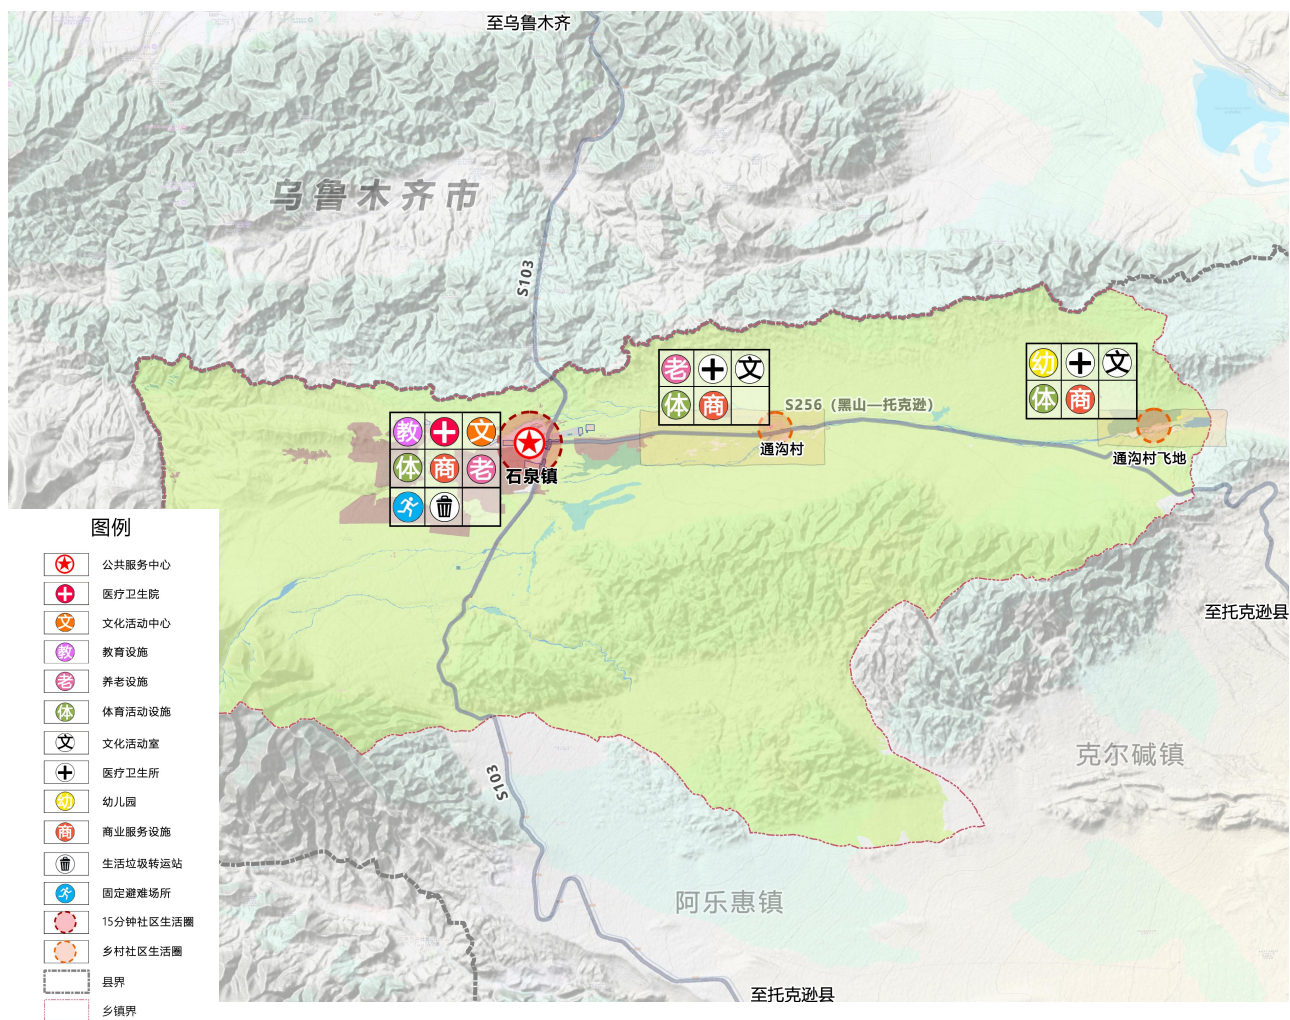 至乌鲁木齐
乌鲁木齐市
S103
老
文
体
商
幼
文
体
商
S256（黑山—托克逊）
教
文
体
商
老
石泉镇
通沟村
通沟村飞地
至托克逊县
S103
克尔碱镇
阿乐惠镇
至托克逊县
图例
公共服务中心
医疗卫生院
文 文化活动中心
教 教育设施
老 养老设施
体 体育活动设施
文 文化活动室
医疗卫生所
幼 幼儿园
商 商业服务设施
生活垃圾转运站
固定避难场所
15分钟社区生活圈
乡村社区生活圈
县界
乡镇界